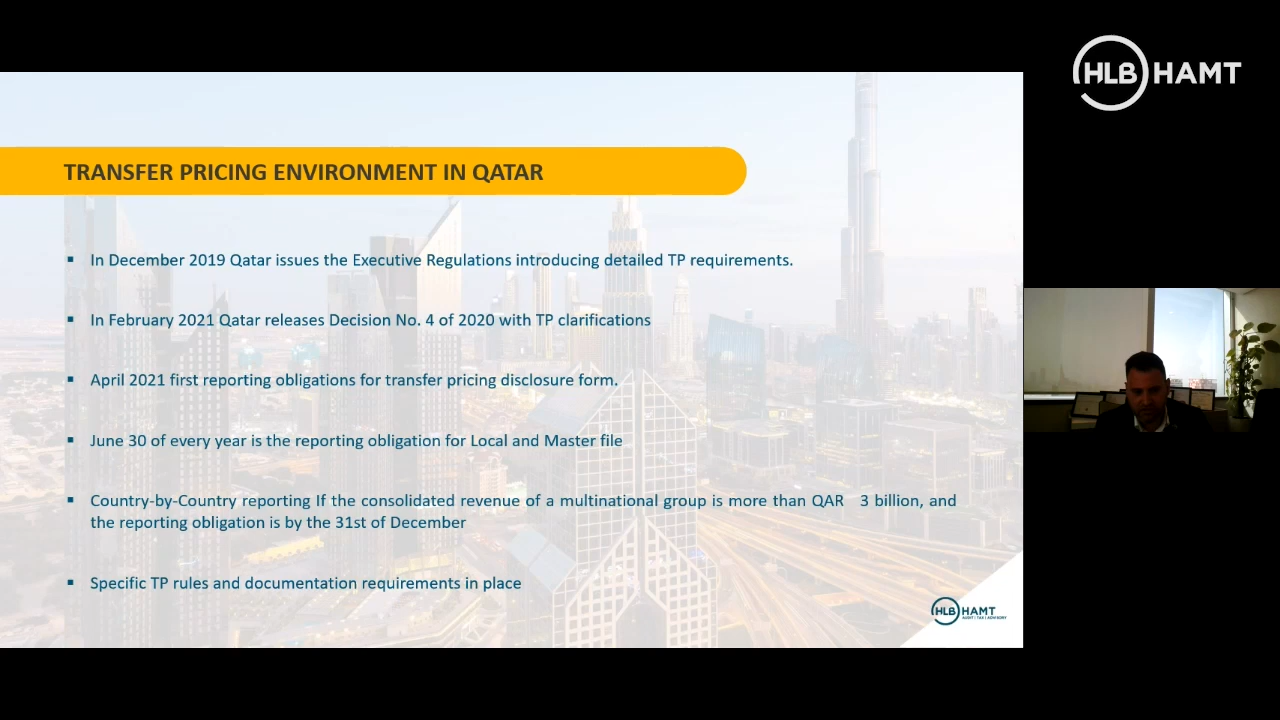 HLB HAMT
TRANSFER PRICING ENVIRONMENT IN QATAR
▪ In December 2019 Qatar issues the Executive Regulations introducing detailed TP requirements.
▪ In February 2021 Qatar releases Decision No. 4 of 2020 with TP clarifications
▪ April 2021 first reporting obligations for transfer pricing disclosure form.
▪ June 30 of every year is the reporting obligation for Local and Master file
▪ Country-by-Country reporting If the consolidated revenue of a multinational group is more than QAR 3 billion, and
the reporting obligation is by the 31st of December
▪ Specific TP rules and documentation requirements in place
HLB HAMT
AUDIT | TAX | ADVISORY